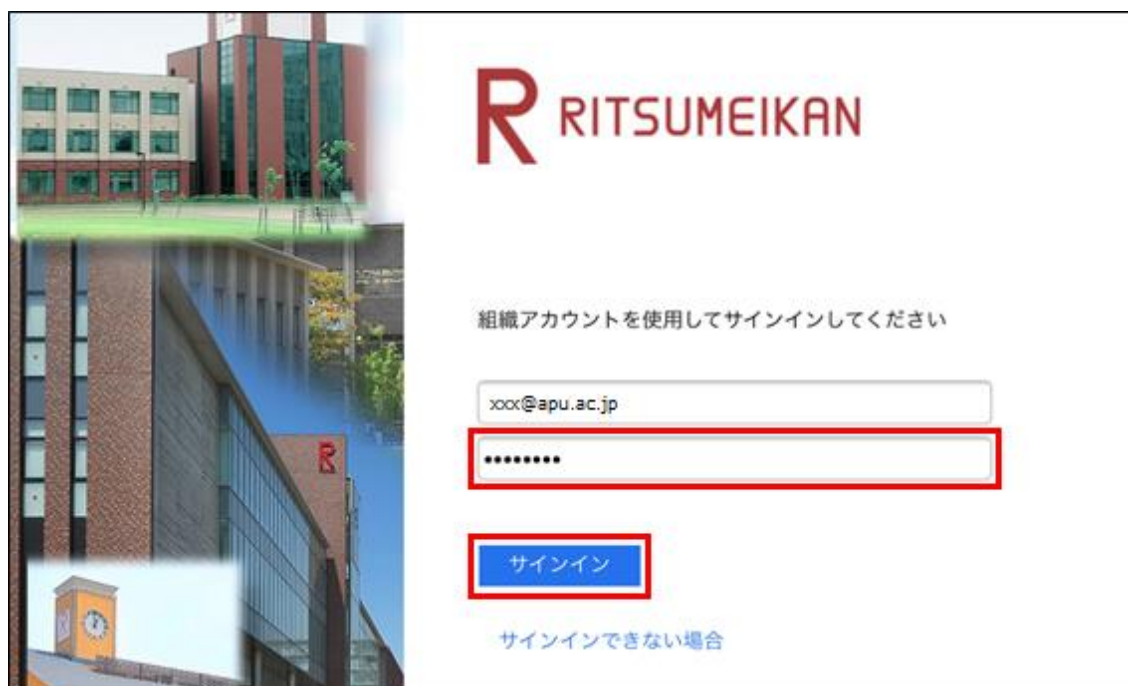 R RITSUMEIKAN
組織アカウントを使用してサインインしてください
xxx@apu.ac.jp
••••••••
R
サインイン
サインインできない場合